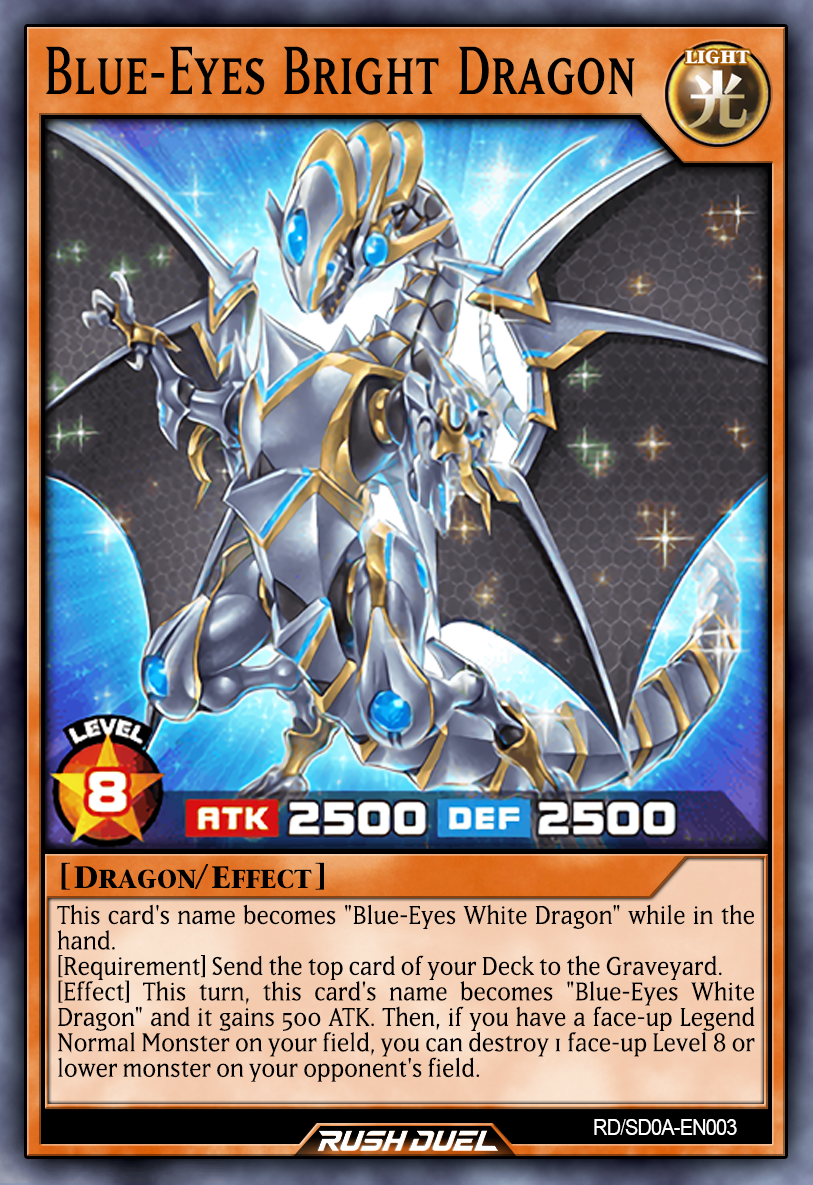 BLUE-EYES BRIGHT DRAGON
LIGHT
光
LEVEL
8
ATK 2500 DEF 2500
[DRAGON/EFFECT]
This card's name becomes "Blue-Eyes White Dragon" while in the
hand.
[Requirement] Send the top card of your Deck to the Graveyard.
[Effect] This turn, this card's name becomes "Blue-Eyes White
Dragon" and it gains 500 ATK. Then, if you have a face-up Legend
Normal Monster on your field, you can destroy 1 face-up Level 8 or
lower monster on your opponent's field.
RD/SD0A-EN003
RUSH DUEL